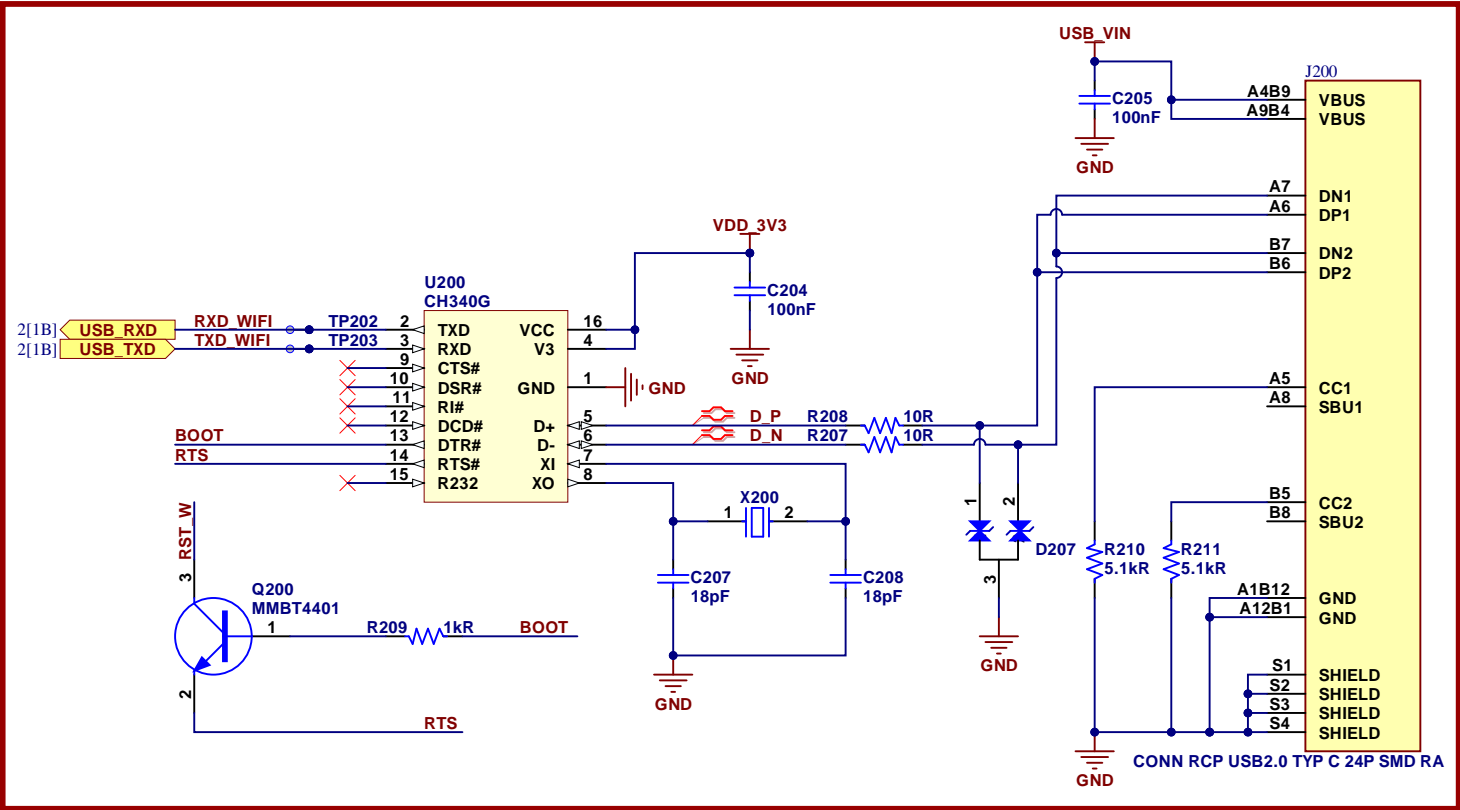 USB_VIN
J200
C205
100nF
GND
A4B9
VBUS
A9B4
VBUS
A7
DN1
A6
DP1
B7
DN2
B6
DP2
A5
CC1
A8
SBU1
B5
CC2
B8
SBU2
A1B12
GND
A12B1
GND
S1
SHIELD
S2
SHIELD
S3
SHIELD
S4
SHIELD
CONN RCP USB2.0 TYP C 24P SMD RA
R210
5.1kR
R211
5.1kR
GND
VDD_3V3
C204
100nF
GND
U200
CH340G
2[1B] USB_RXD RXD_WIFI TP202 2 TXD
2[1B] USB_TXD TXD_WIFI TP203 3 RXD
9 CTS#
10 DSR#
11 RI#
12 DCD#
BOOT 13 DTR#
RTS 14 RTS#
15 R232
VCC 16
V3 4
GND 1 GND
D+ 5 D_P R208 10R
D- 6 D_N R207 10R
XI 7
XO 8
X200
1 2
C207
18pF
C208
18pF
GND
1 2
D207
3
GND
RST_W
3
Q200
MMBT4401
1 R209 1kR BOOT
2
RTS